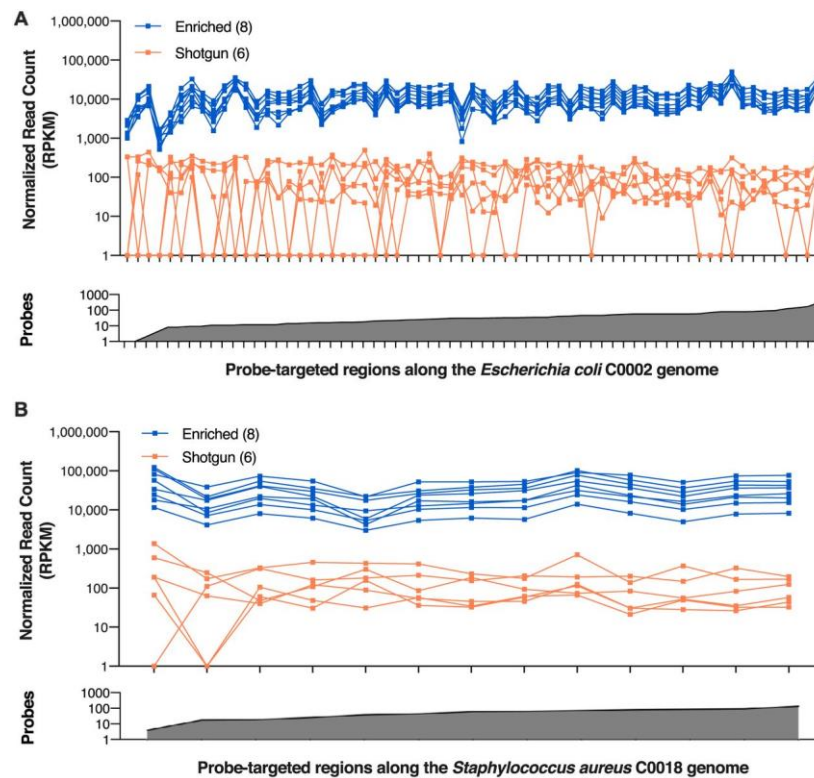 A
1,000,000
100,000
10,000
1,000
100
10
1
Normalized Read Count
(RPKM)
Enriched (8)
Shotgun (6)
1000
100
10
1
Probes
Probe-targeted regions along the Escherichia coli C0002 genome
B
1,000,000
100,000
10,000
1,000
100
10
1
Normalized Read Count
(RPKM)
Enriched (8)
Shotgun (6)
1000
100
10
1
Probes
Probe-targeted regions along the Staphylococcus aureus C0018 genome